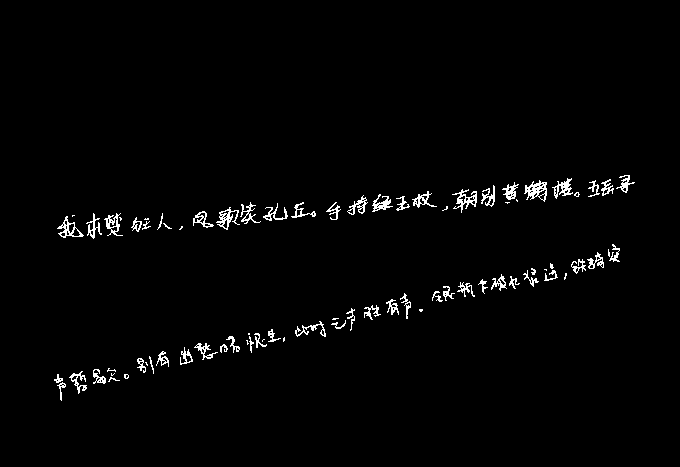 我本楚狂人，凤歌笑孔丘。手持绿玉杖，朝别黄鹤楼。五岳寻
声暂歇。别有幽愁暗恨生，此时无声胜有声。银瓶乍破水浆迸，铁骑突